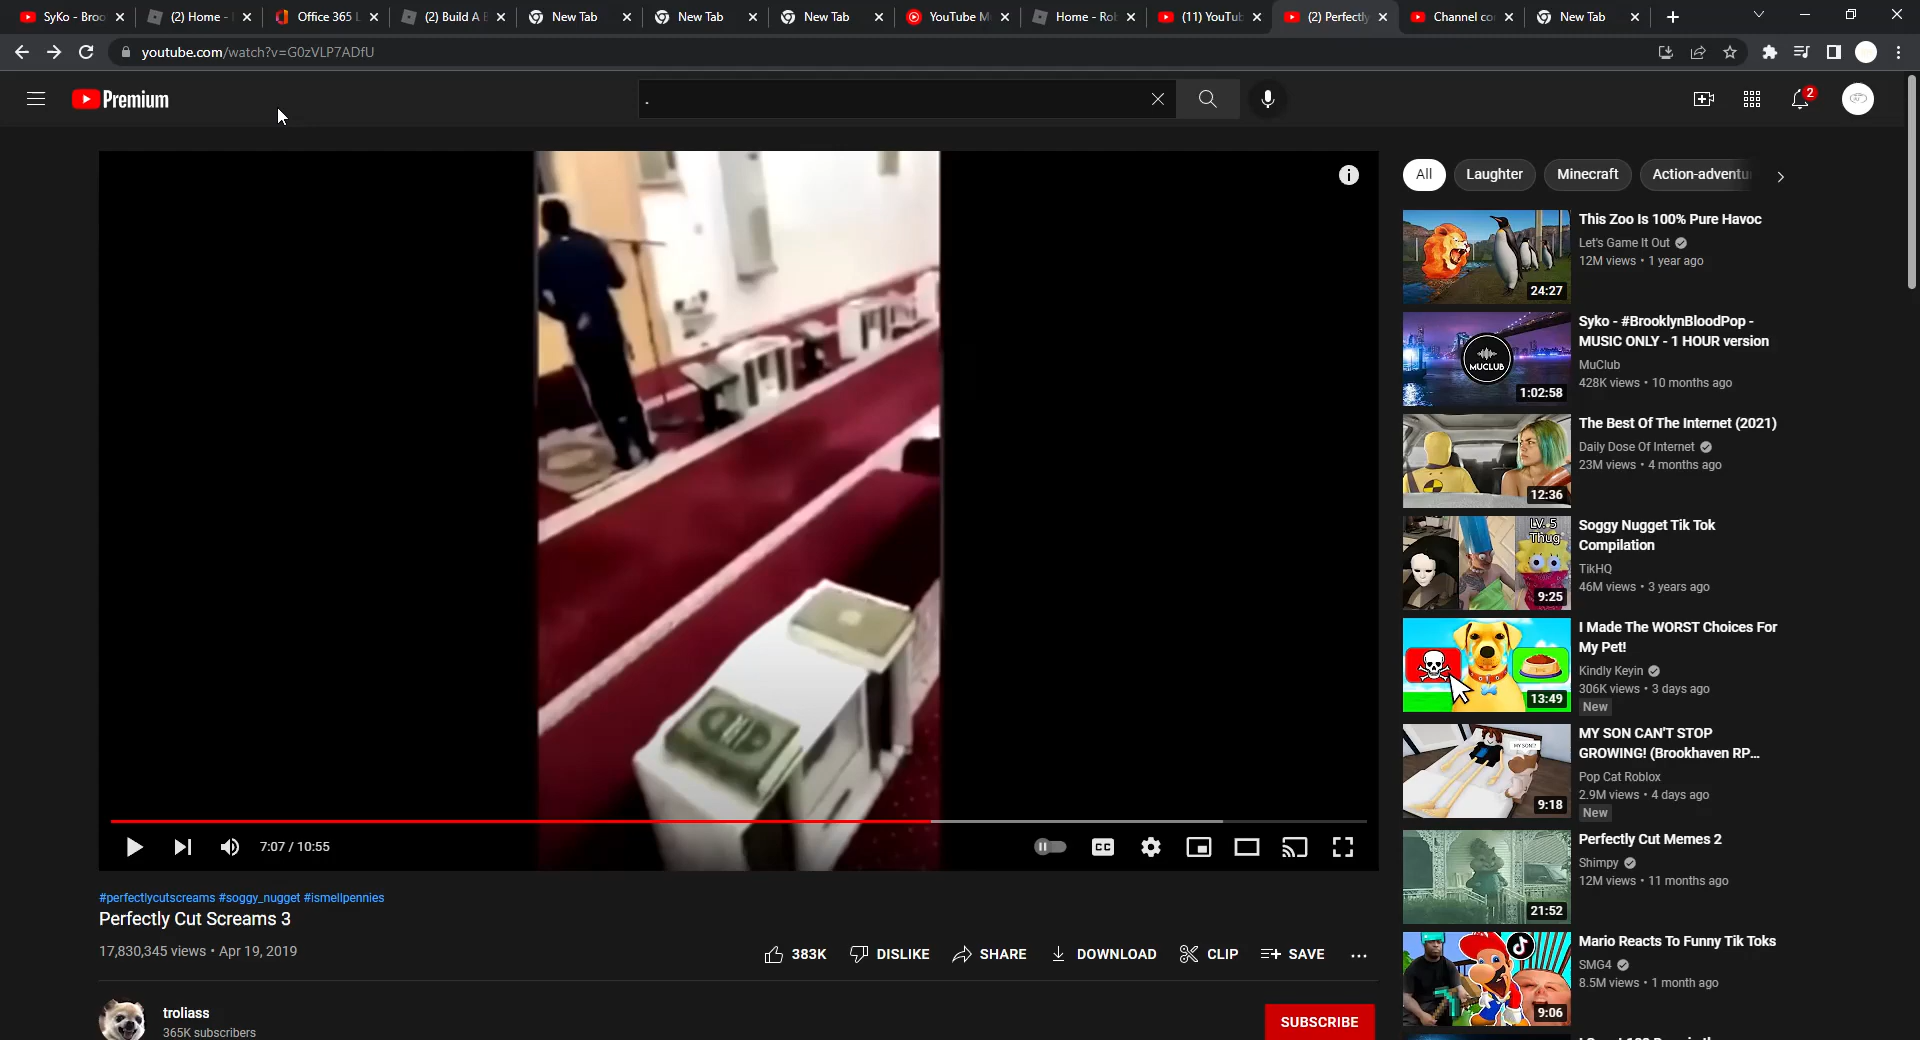 SyKo - Broo
(2) Home -
Office 365 L
(2) Build A B
New Tab
New Tab
New Tab
YouTube M
Home - Ro
(11) YouTu
(2) Perfectly
Channel co
New Tab
youtube.com/watch?v=G0zVLP7ADfU
Premium
.
2
All
Laughter
Minecraft
Action-adventu
This Zoo Is 100% Pure Havoc
Let's Game It Out
12M views • 1 year ago
24:27
Syko - #BrooklynBloodPop -
MUSIC ONLY - 1 HOUR version
MuClub
428K views • 10 months ago
MUCLUB
1:02:58
The Best Of The Internet (2021)
Daily Dose Of Internet
23M views • 4 months ago
12:36
LV. 5
Thug
Soggy Nugget Tik Tok
Compilation
TikHQ
46M views • 3 years ago
9:25
I Made The WORST Choices For
My Pet!
Kindly Keyin
306K views • 3 days ago
New
13:49
MY SON CAN'T STOP
GROWING! (Brookhaven RP...
Pop Cat Roblox
2.9M views • 4 days ago
New
MY SON?
9:18
Perfectly Cut Memes 2
Shimpy
12M views • 11 months ago
21:52
Mario Reacts To Funny Tik Toks
SMG4
8.5M views • 1 month ago
9:06
7:07 / 10:55
CC
#perfectlycutscreams #soggy_nugget #ismellpennies
Perfectly Cut Screams 3
17,830,345 views • Apr 19, 2019
383K
DISLIKE
SHARE
DOWNLOAD
CLIP
SAVE
troliass
365K subscribers
SUBSCRIBE